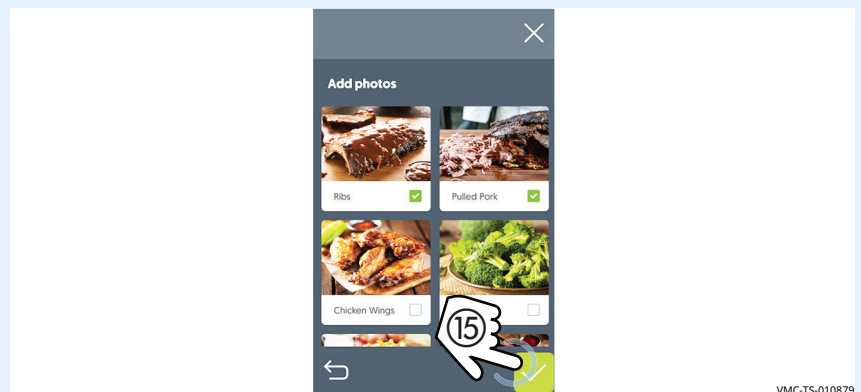 Add photos
Ribs
Pulled Pork
Chicken Wings
15
VMC-TS-010879